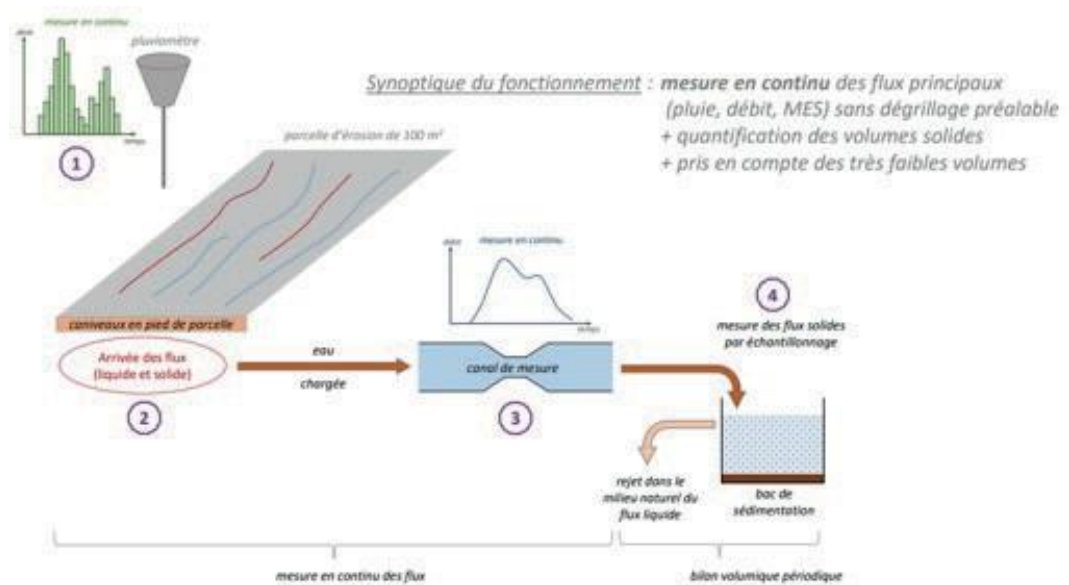 mesure en continu
pluviomètre
temps
1
Synoptique du fonctionnement : mesure en continu des flux principaux
(pluie, débit, MES) sans dégrillage préalable
+ quantification des volumes solides
+ pris en compte des très faibles volumes
parcelle d'érosion de 100 m²
caniveaux en pied de parcelle
Arrivée des flux
(liquide et solide)
2
eau
chargée
mesure en continu
temps
canal de mesure
3
4
mesure des flux solides
par échantillonnage
rejet dans le
milieu naturel du
flux liquide
bac de
sédimentation
mesure en continu des flux
bilan volumique périodique